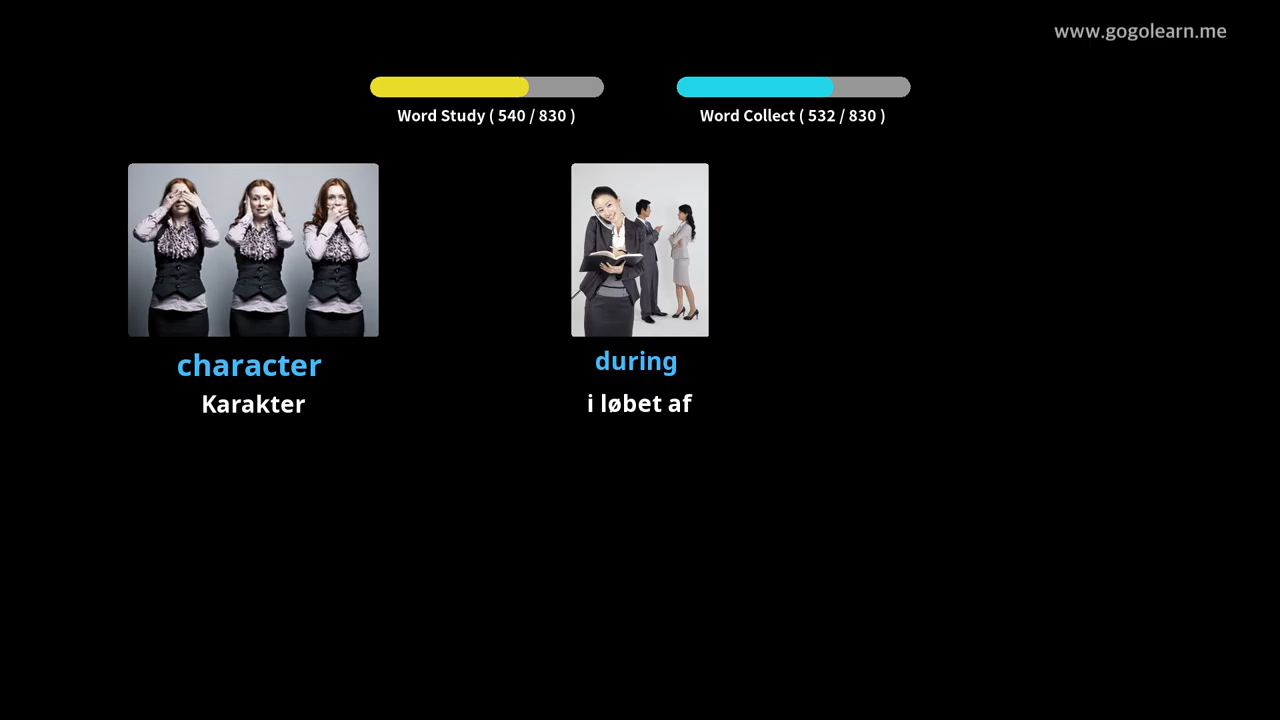 www.gogolearn.me
Word Study ( 540 / 830 )
Word Collect ( 532 / 830 )
character
Karakter
during
i løbet af